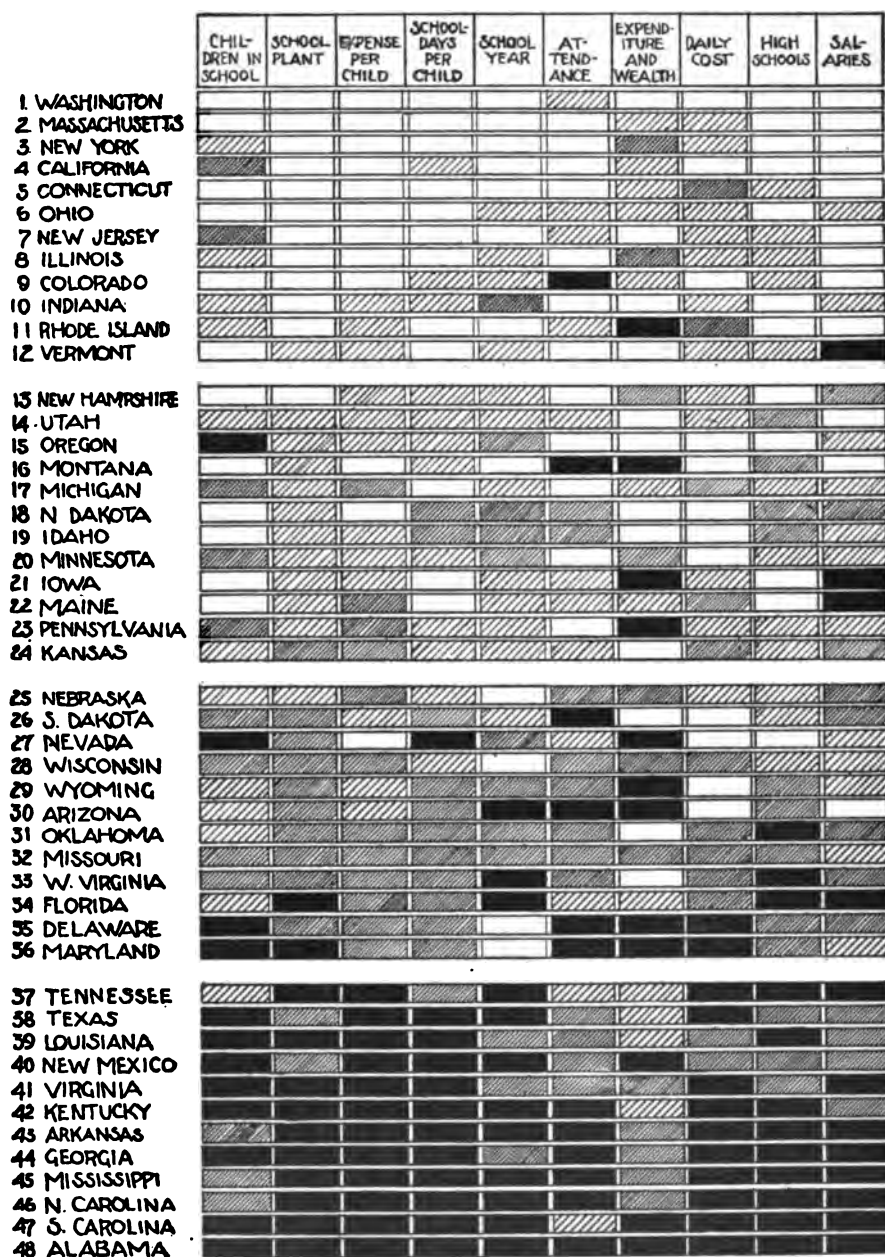 CHIL-
DREN IN
SCHOOL
SCHOOL
PLANT
EXPENSE
PER
CHILD
SCHOOL-
DAYS
PER
CHILD
SCHOOL
YEAR
AT-
TEND-
ANCE
EXPEND-
ITURE
AND
WEALTH
DAILY
COST
HIGH
SCHOOLS
SAL-
ARIES
1. WASHINGTON
2 MASSACHUSETTS
3 NEW YORK
4 CALIFORNIA
5 CONNECTICUT
6 OHIO
7 NEW JERSEY
8 ILLINOIS
9 COLORADO
10 INDIANA
11 RHODE ISLAND
12 VERMONT
13 NEW HAMPSHIRE
14 UTAH
15 OREGON
16 MONTANA
17 MICHIGAN
18 N DAKOTA
19 IDAHO
20 MINNESOTA
21 IOWA
22 MAINE
23 PENNSYLVANIA
24 KANSAS
25 NEBRASKA
26 S. DAKOTA
27 NEVADA
28 WISCONSIN
29 WYOMING
30 ARIZONA
31 OKLAHOMA
32 MISSOURI
33 W. VIRGINIA
34 FLORIDA
35 DELAWARE
36 MARYLAND
37 TENNESSEE
38 TEXAS
39 LOUISIANA
40 NEW MEXICO
41 VIRGINIA
42 KENTUCKY
43 ARKANSAS
44 GEORGIA
45 MISSISSIPPI
46 N. CAROLINA
47 S. CAROLINA
48 ALABAMA